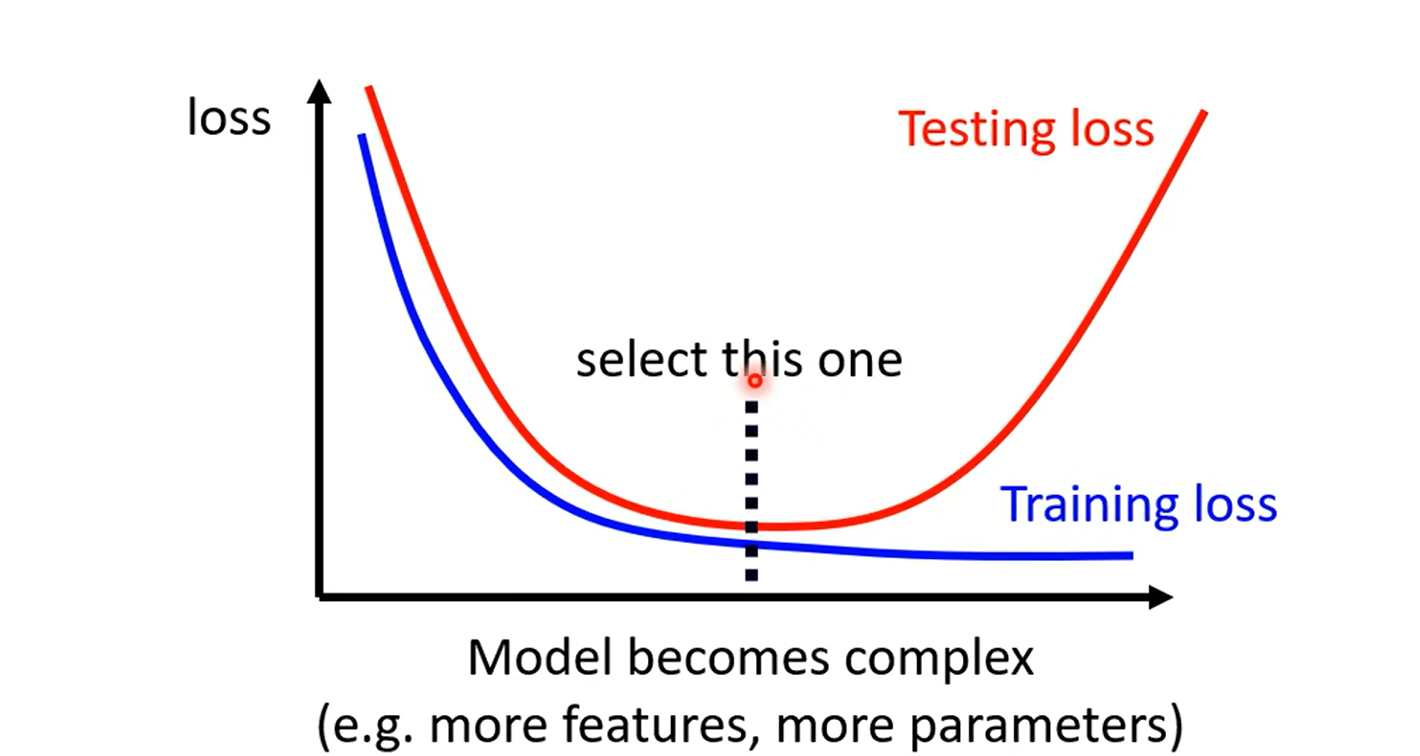 loss
Testing loss
select this one
Training loss
Model becomes complex
(e.g. more features, more parameters)